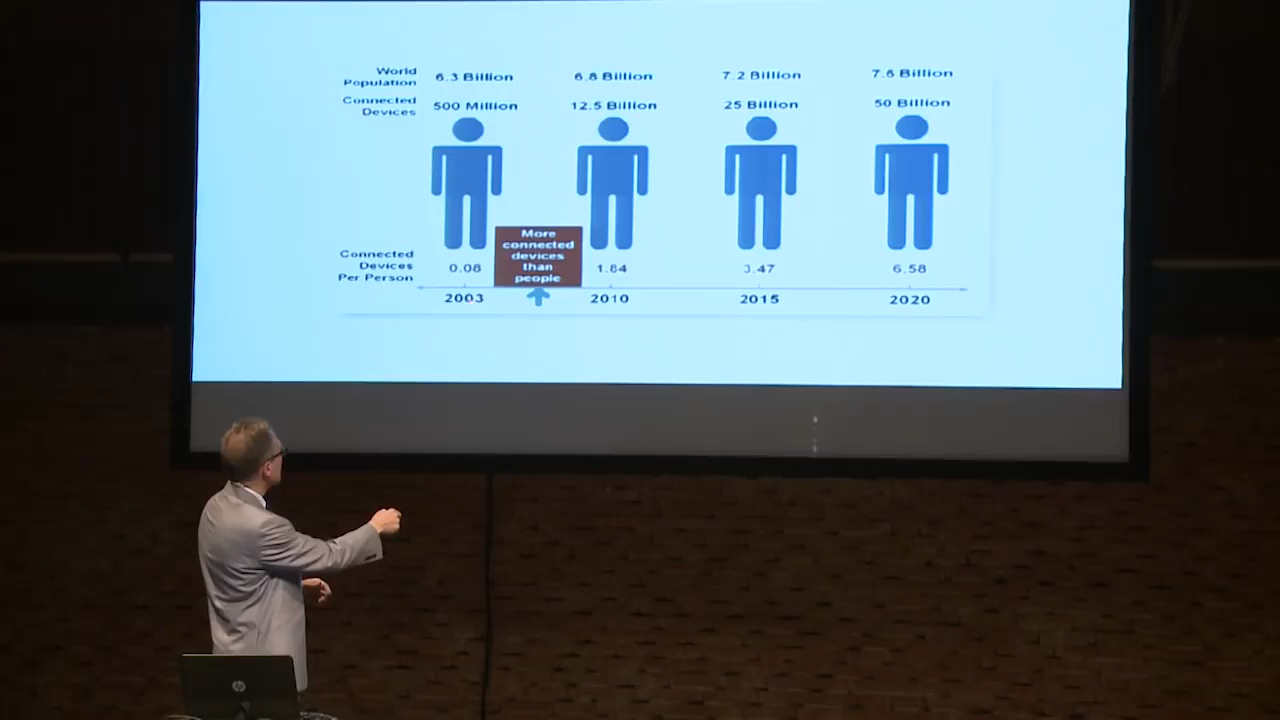 World
Population
6.3 Billion
6.8 Billion
7.2 Billion
7.6 Billion
Connected
Devices
500 Million
12.5 Billion
25 Billion
50 Billion
More
connected
devices
than
people
Connected
Devices
Per Person
0.08
1.84
3.47
6.58
2003
2010
2015
2020
hp